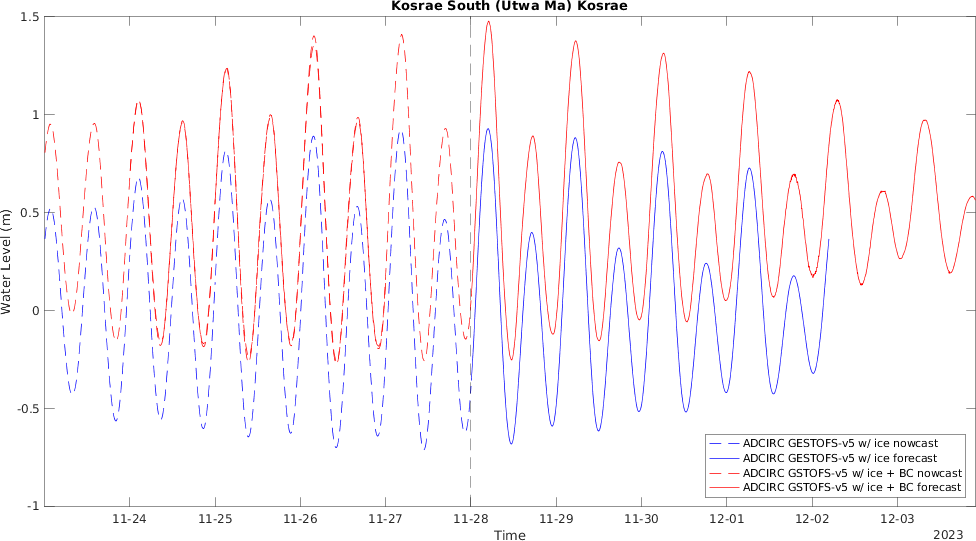 Kosrae South (Utwa Ma) Kosrae
1.5
1
0.5
0
-0.5
-1
Water Level (m)
ADCIRC GESTOFS-v5 w/ ice nowcast
ADCIRC GESTOFS-v5 w/ ice forecast
ADCIRC GSTOFS-v5 w/ ice + BC nowcast
ADCIRC GSTOFS-v5 w/ ice + BC forecast
11-24 11-25 11-26 11-27 11-28 11-29 11-30 12-01 12-02 12-03
Time
2023